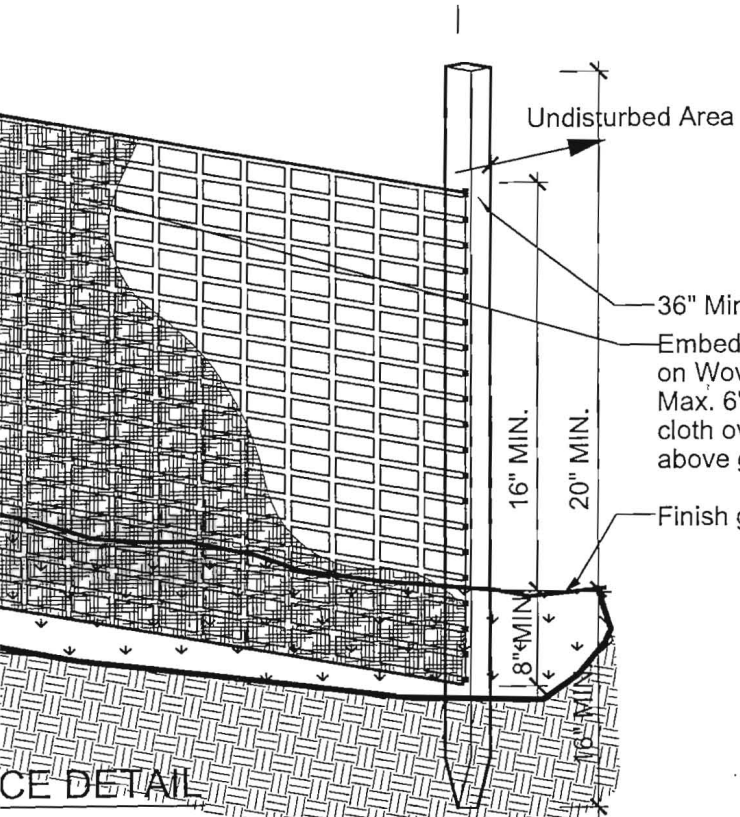 Undisturbed Area
36" Min
Embed
on Wov
Max. 6'
cloth ov
above g
Finish g
16" MIN.
20" MIN.
8" MIN.
16" MIN.
CE DETAIL